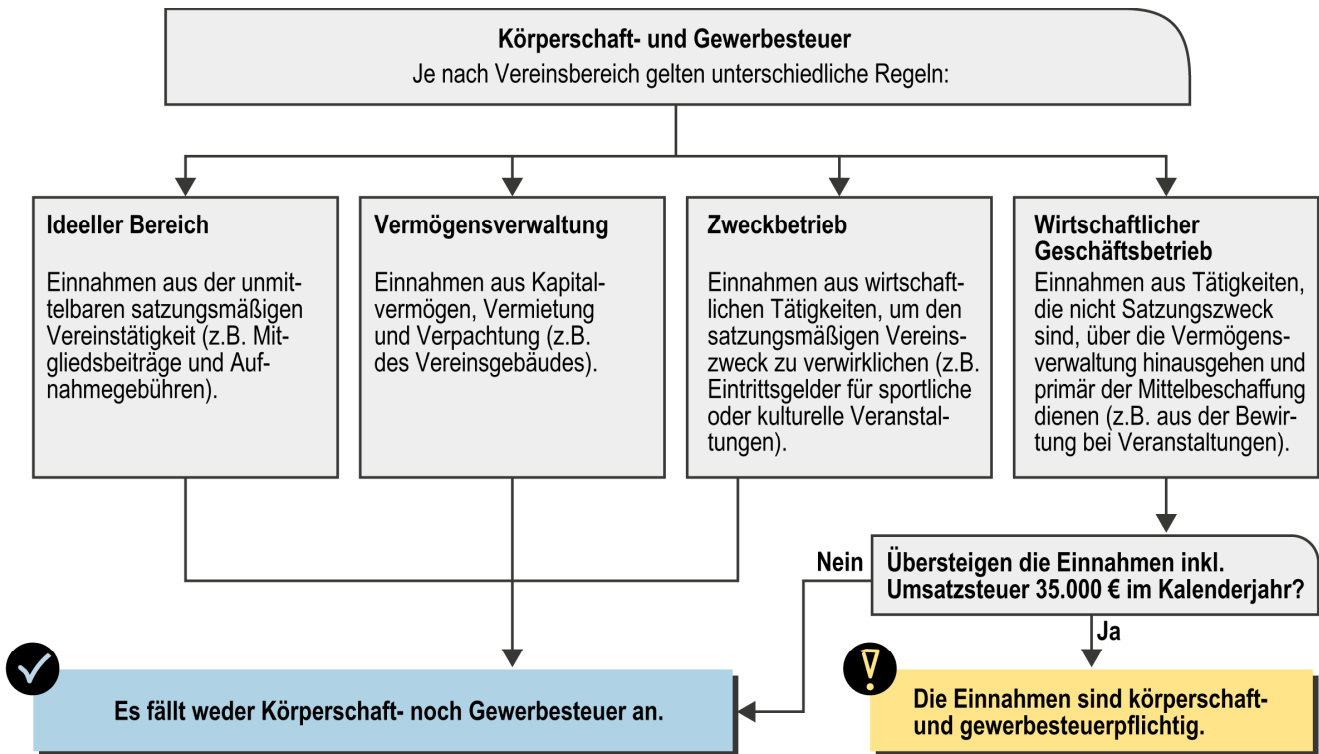 Körperschaft- und Gewerbesteuer
Je nach Vereinsbereich gelten unterschiedliche Regeln:
Ideeller Bereich
Einnahmen aus der unmit-
telbaren satzungsmäßigen
Vereinstätigkeit (z.B. Mit-
gliedsbeiträge und Auf-
nahmegebühren).
Vermögensverwaltung
Einnahmen aus Kapital-
vermögen, Vermietung
und Verpachtung (z.B.
des Vereinsgebäudes).
Zweckbetrieb
Einnahmen aus wirtschaft-
lichen Tätigkeiten, um den
satzungsmäßigen Vereins-
zweck zu verwirklichen (z.B.
Eintrittsgelder für sportliche
oder kulturelle Veranstal-
tungen).
Wirtschaftlicher
Geschäftsbetrieb
Einnahmen aus Tätigkeiten,
die nicht Satzungszweck
sind, über die Vermögens-
verwaltung hinausgehen und
primär der Mittelbeschaffung
dienen (z.B. aus der Bewir-
tung bei Veranstaltungen).
Nein
Übersteigen die Einnahmen inkl.
Umsatzsteuer 35.000 € im Kalenderjahr?
Ja
Es fällt weder Körperschaft- noch Gewerbesteuer an.
Die Einnahmen sind körperschaft-
und gewerbesteuerpflichtig.